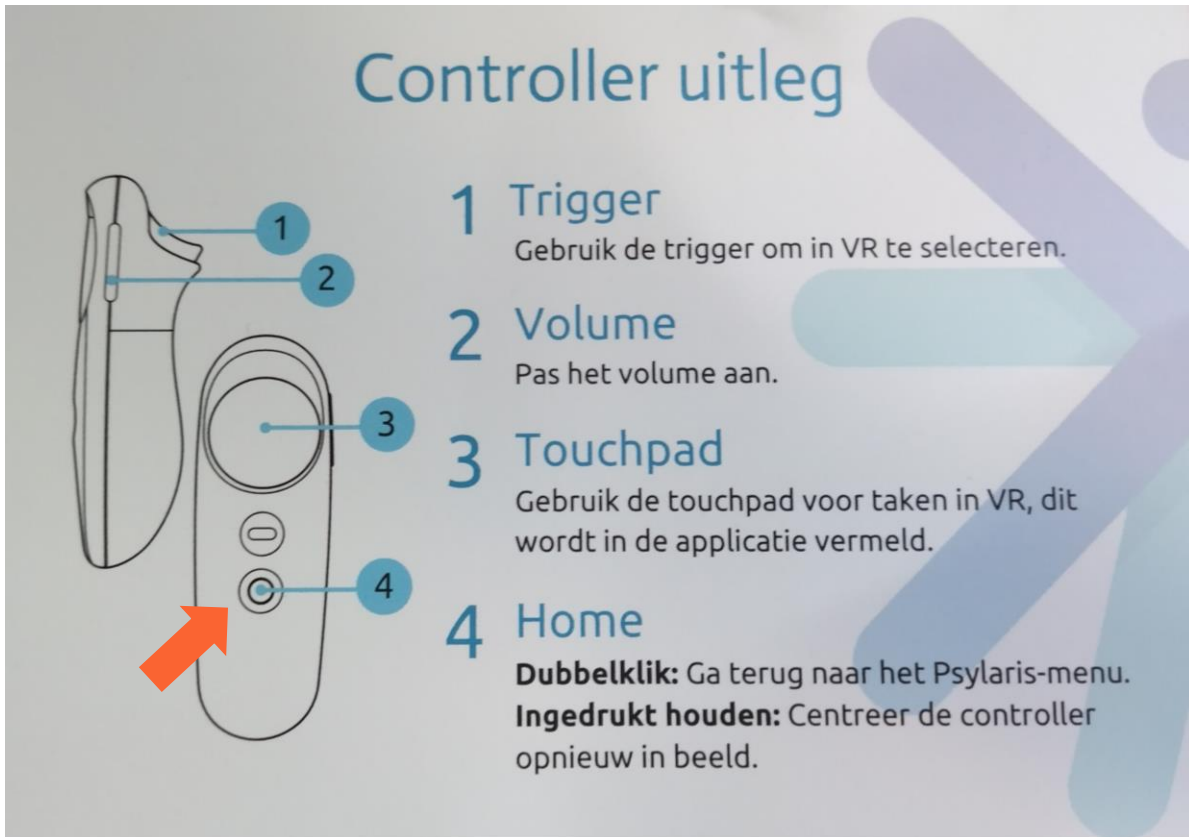 Controller uitleg
1
2
3
4
1 Trigger
Gebruik de trigger om in VR te selecteren.
2 Volume
Pas het volume aan.
3 Touchpad
Gebruik de touchpad voor taken in VR, dit
wordt in de applicatie vermeld.
4 Home
Dubbelklik: Ga terug naar het Psylaris-menu.
Ingedrukt houden: Centreer de controller
opnieuw in beeld.